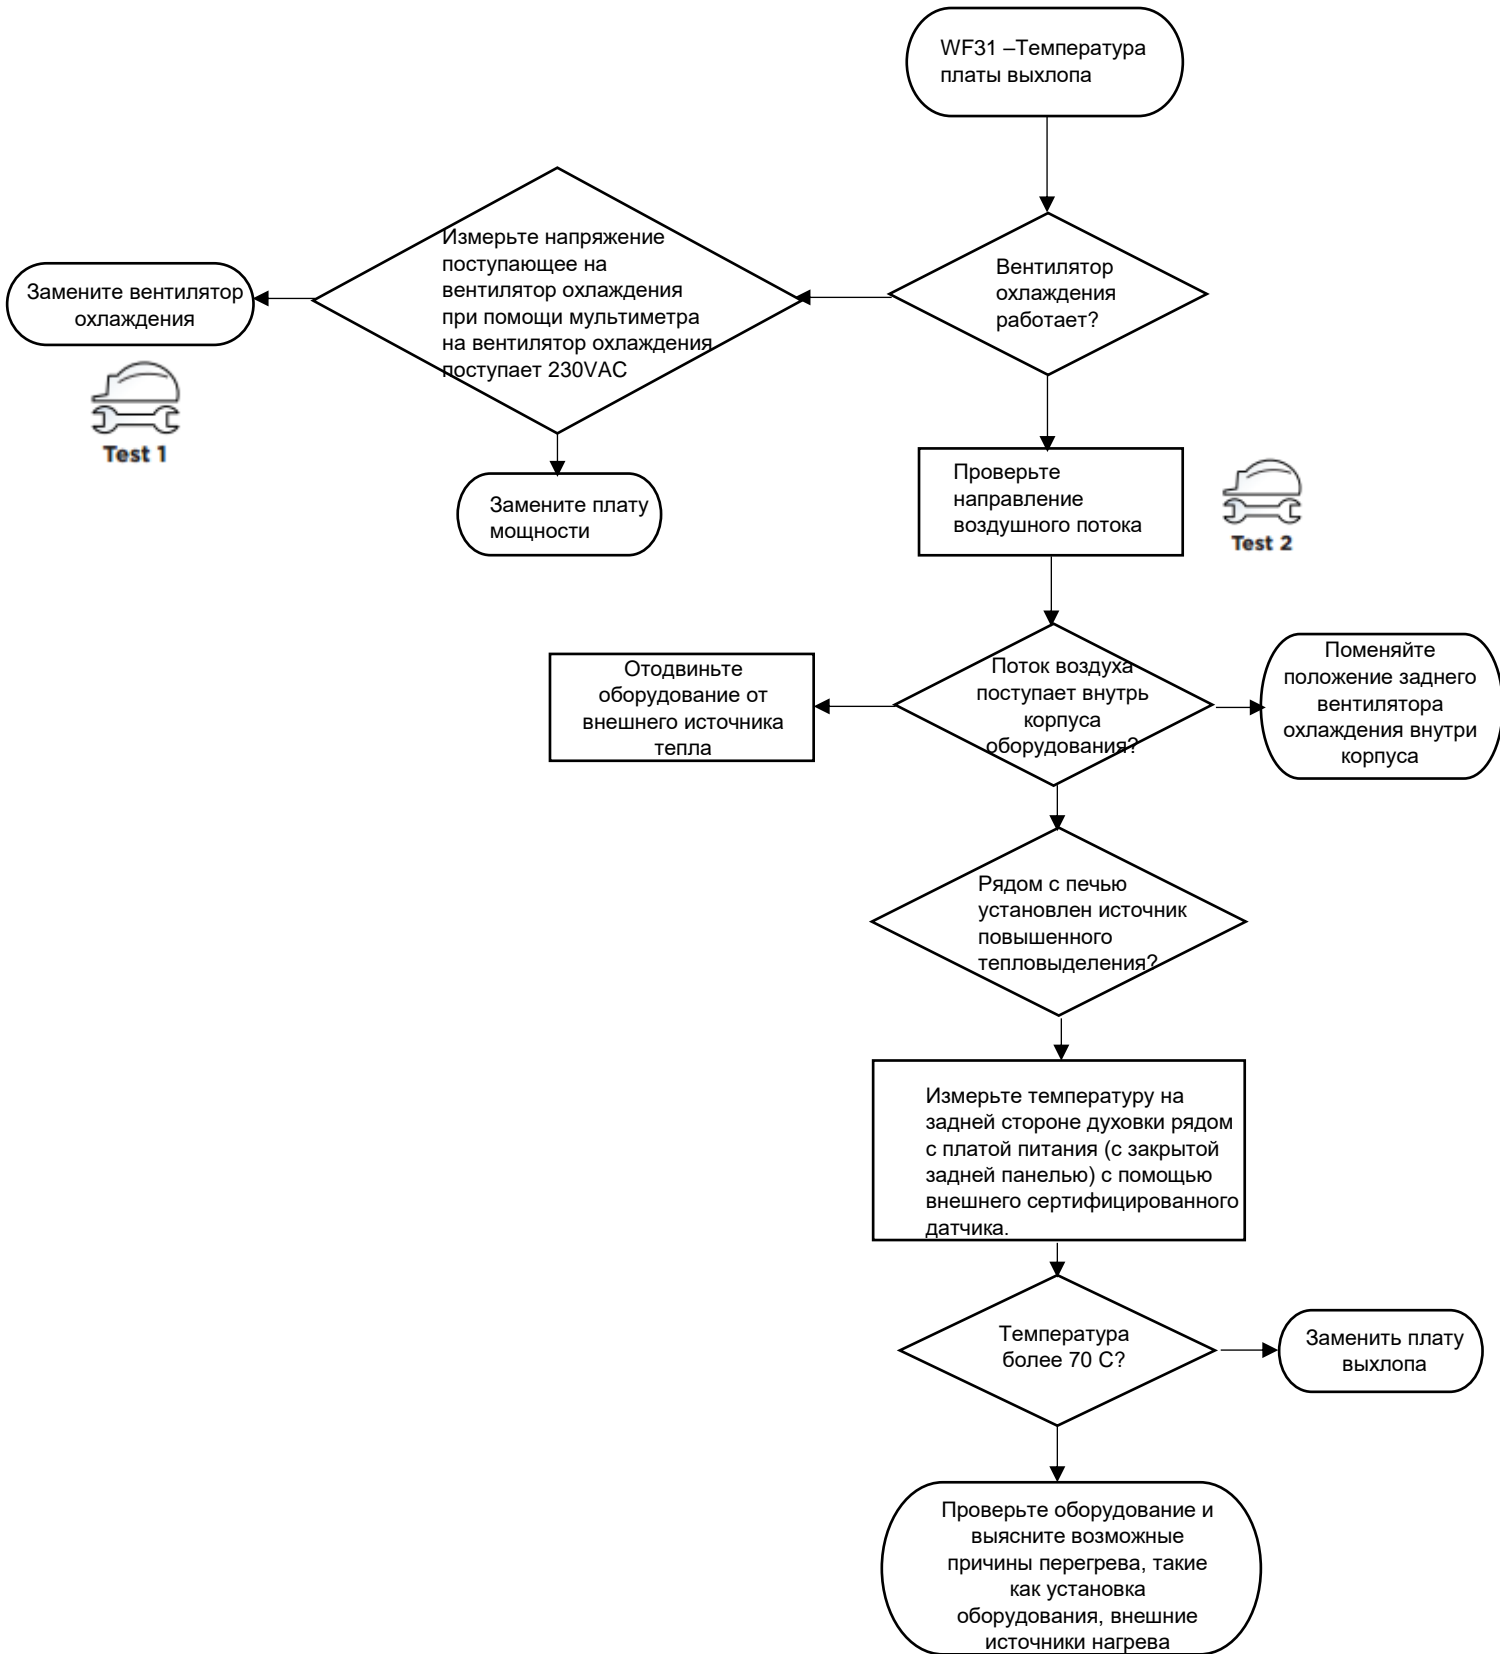 WF31 –Температура
платы выхлопа
Вентилятор
охлаждения
работает?
Измерьте напряжение
поступающее на
вентилятор охлаждения
при помощи мультиметра
на вентилятор охлаждения
поступает 230VAC
Замените вентилятор
охлаждения
Test 1
Замените плату
мощности
Проверьте
направление
воздушного потока
Test 2
Поток воздуха
поступает внутрь
корпуса
оборудования?
Отодвиньте
оборудование от
внешнего источника
тепла
Поменяйте
положение заднего
вентилятора
охлаждения внутри
корпуса
Рядом с печью
установлен источник
повышенного
тепловыделения?
Измерьте температуру на
задней стороне духовки рядом
с платой питания (с закрытой
задней панелью) с помощью
внешнего сертифицированного
датчика.
Температура
более 70 С?
Заменить плату
выхлопа
Проверьте оборудование и
выясните возможные
причины перегрева, такие
как установка
оборудования, внешние
источники нагрева